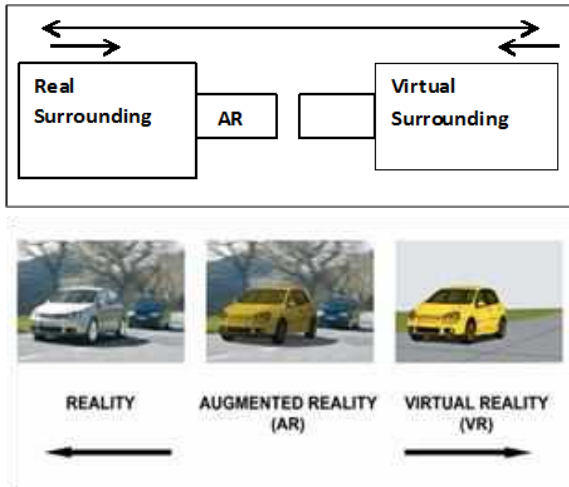 Real
Surrounding
AR
Virtual
Surrounding
REALITY
AUGMENTED REALITY
(AR)
VIRTUAL REALITY
(VR)